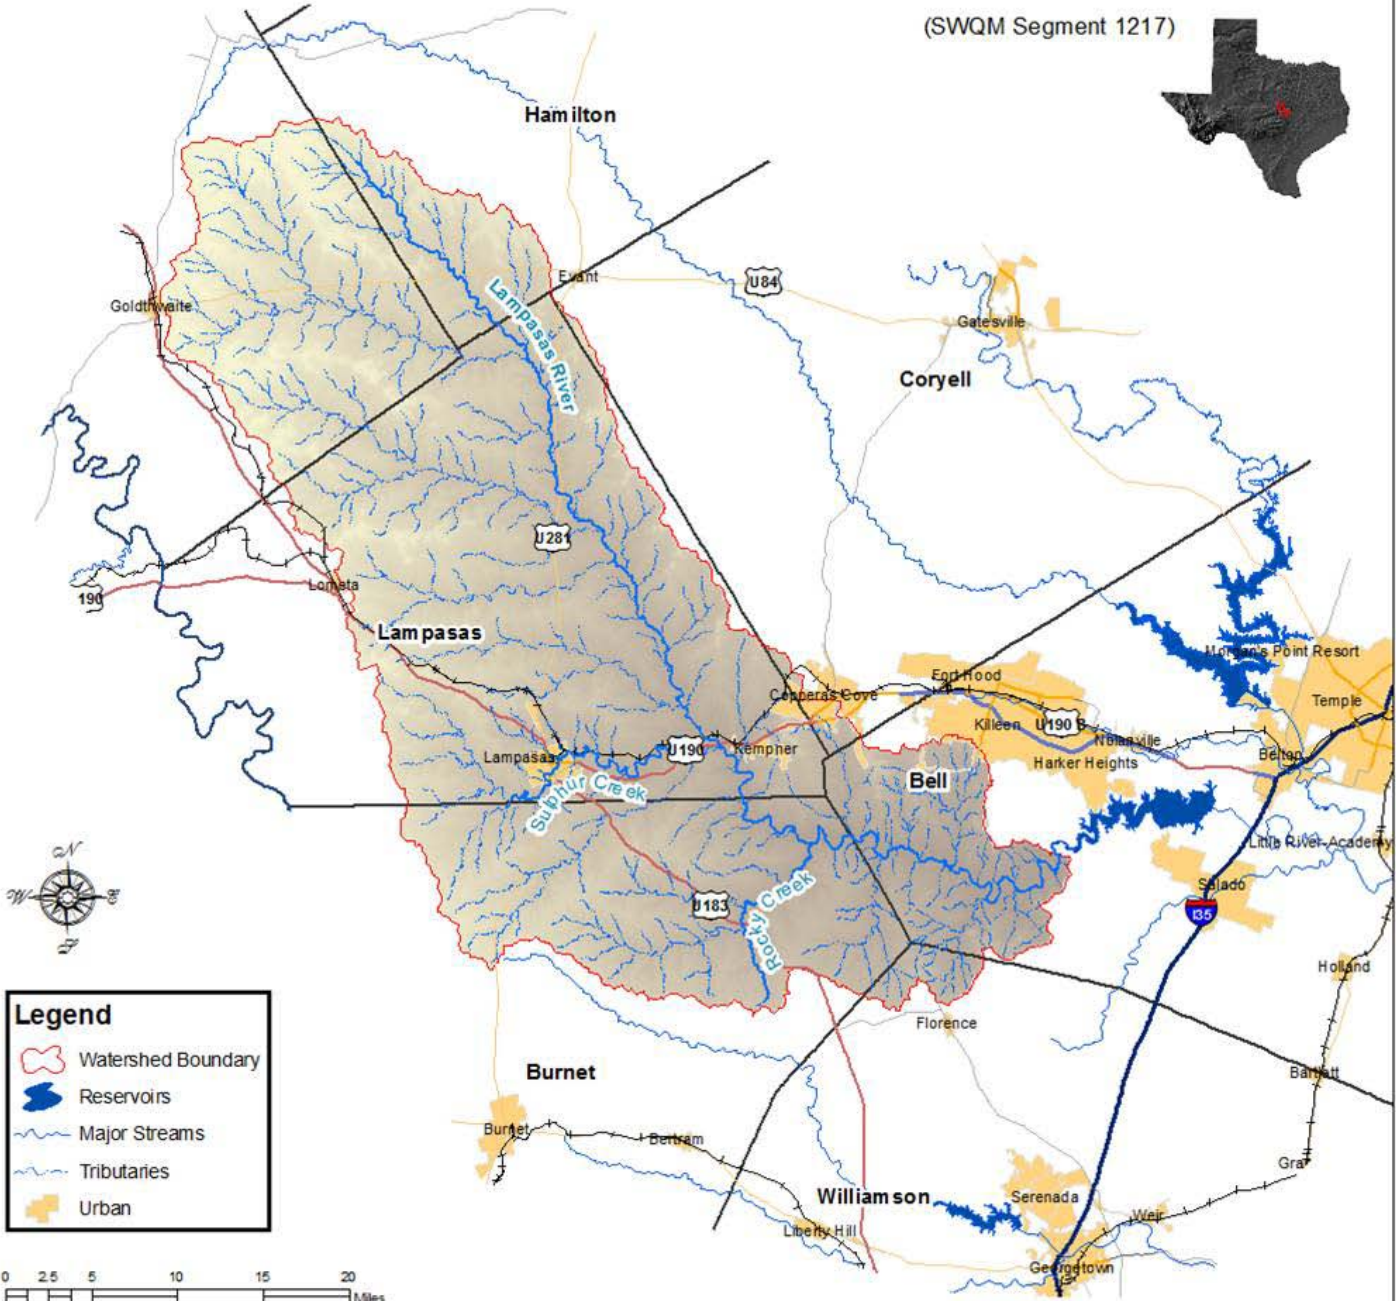 (SWQM Segment 1217)
Hamilton
Evant
U84
Goldthwaite
Lampasas River
Gatesville
Coryell
U281
190
Lometa
Lampasas
Morgan's Point Resort
Fort Hood
Copperas Cove
Temple
Killeen
U190 B
Nolanville
U190
Kempner
Lampasas
Harker Heights
Belton
Bell
Sulphur Creek
Little River-Academy
Salado
U183
I35
Rocky Creek
N
W
E
S
Holland
Legend
Florence
Watershed Boundary
Burnet
Bartlett
Reservoirs
Major Streams
Burnet
Bertram
Tributaries
Gra
Urban
Williamson
Serenada
Weir
Liberty Hill
Georgetown
0 2.5 5 10 15 20
Miles